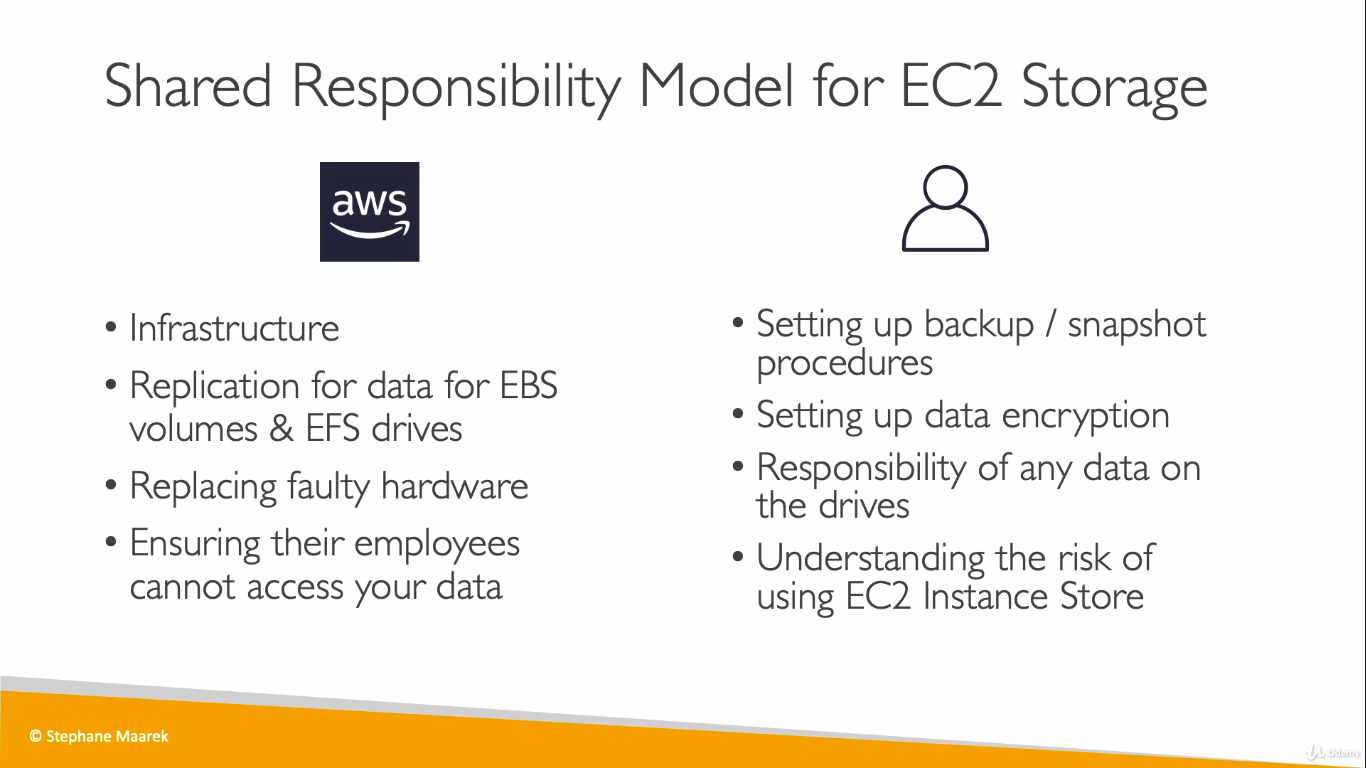 Shared Responsibility Model for EC2 Storage
aws
• Infrastructure
• Replication for data for EBS
volumes & EFS drives
• Replacing faulty hardware
• Ensuring their employees
cannot access your data
• Setting up backup / snapshot
procedures
• Setting up data encryption
• Responsibility of any data on
the drives
• Understanding the risk of
using EC2 Instance Store
© Stephane Maarek
Udemy